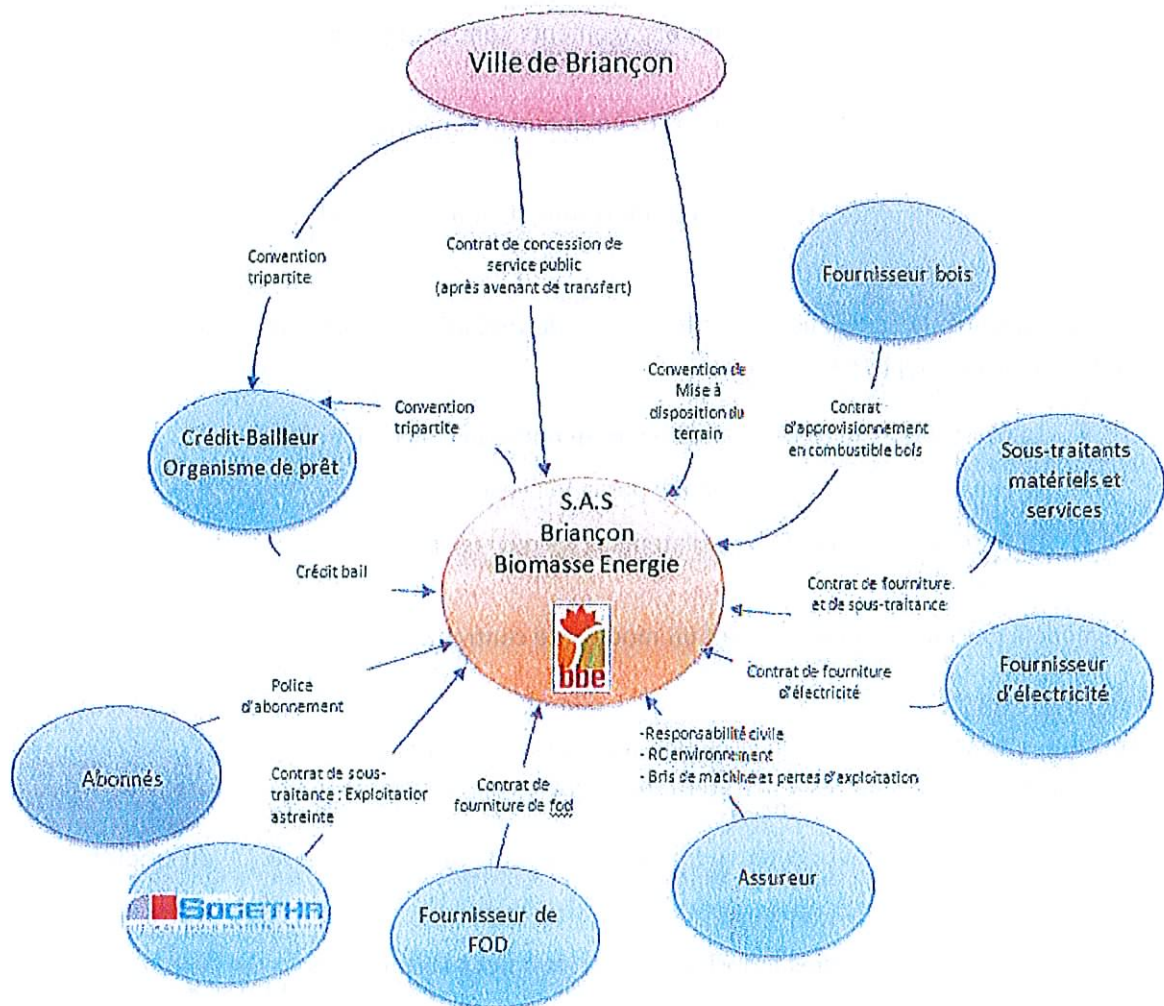 Ville de Briançon
Convention
tripartite
Contrat de concession de
service public
(après avenant de transfert)
Fournisseur bois
Convention de
Mise à
disposition du
terrain
Convention
tripartite
Crédit-Bailleur
Organisme de prêt
Contrat
d'approvisionnement
en combustible bois
Sous-traitants
matériels et
services
S.A.S
Briançon
Biomasse Energie
bbe
Crédit bail
Contrat de fourniture
et de sous-traitance
Contrat de fourniture
d'électricité
Fournisseur
d'électricité
Police
d'abonnement
Abonnés
-Responsabilité civile
- RC environnement
- Bris de machine et pertes d'exploitation
Contrat de sous-
traitance : Exploitation
astreinte
Contrat de
fourniture de fod
SOGETHA
Fournisseur de
FOD
Assureur